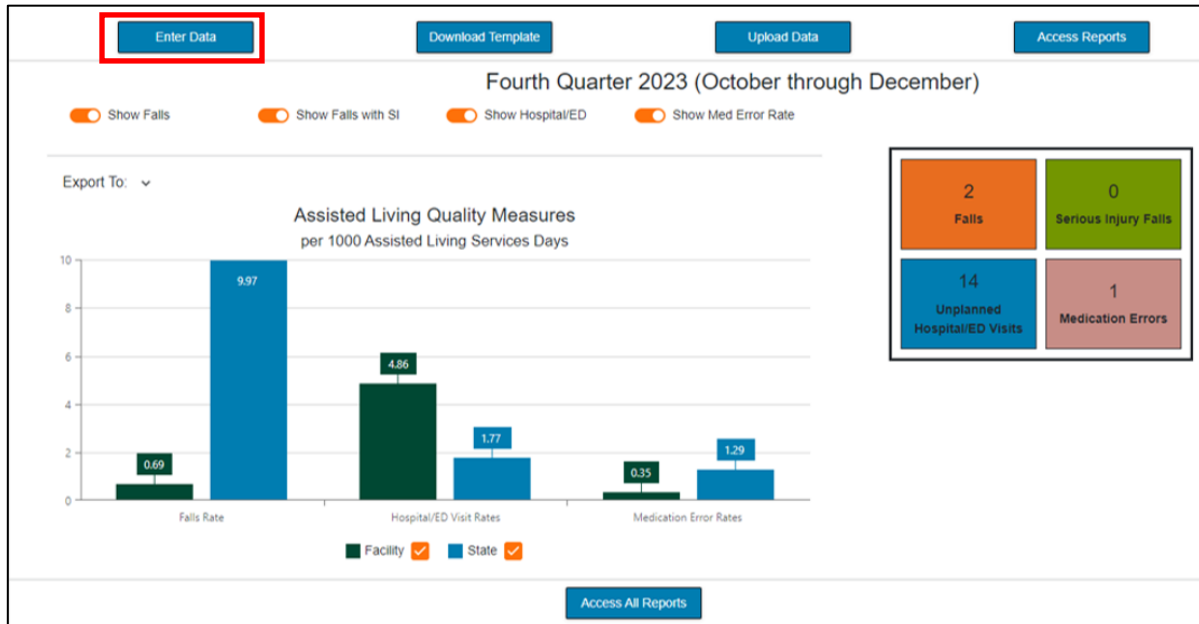 Enter Data
Download Template
Upload Data
Access Reports
Fourth Quarter 2023 (October through December)
Show Falls
Show Falls with SI
Show Hospital/ED
Show Med Error Rate
Export To:
Assisted Living Quality Measures
per 1000 Assisted Living Services Days
10
8
6
4
2
0
0.69
9.97
4.86
1.77
0.35
1.29
Falls Rate
Hospital/ED Visit Rates
Medication Error Rates
Facility
State
2
Falls
0
Serious Injury Falls
14
Unplanned
Hospital/ED Visits
1
Medication Errors
Access All Reports